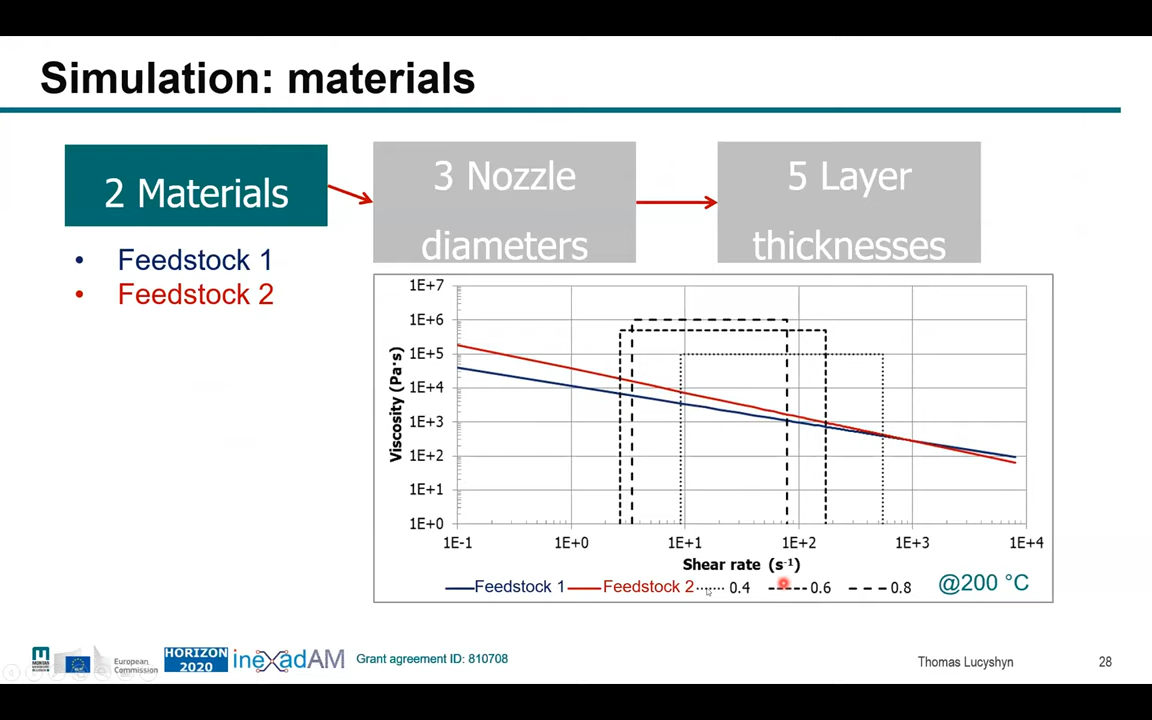 Simulation: materials
2 Materials
3 Nozzle
diameters
5 Layer
thicknesses
• Feedstock 1
• Feedstock 2
Viscosity (Pa·s)
1E+7
1E+6
1E+5
1E+4
1E+3
1E+2
1E+1
1E+0
1E-1 1E+0 1E+1 1E+2 1E+3 1E+4
Shear rate (s⁻¹)
Feedstock 1 Feedstock 2 0.4 0.6 0.8
@200 °C
European
Commission
HORIZON
2020
inexadAM
Grant agreement ID: 810708
Thomas Lucyshyn
28